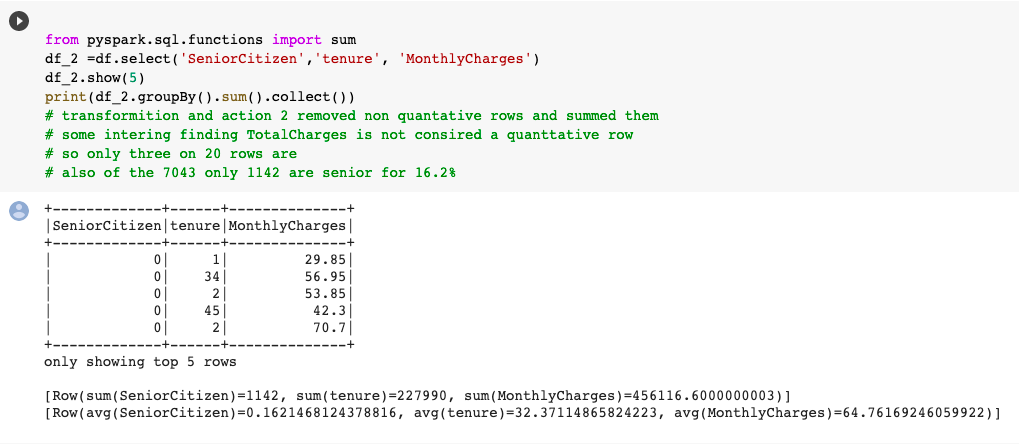 from pyspark.sql.functions import sum
df_2 =df.select('SeniorCitizen','tenure', 'MonthlyCharges')
df_2.show(5)
print(df_2.groupBy().sum().collect())
# transformition and action 2 removed non quantative rows and summed them
# some intering finding TotalCharges is not consired a quanttative row
# so only three on 20 rows are
# also of the 7043 only 1142 are senior for 16.2%
+-------------+------+--------------+
|SeniorCitizen|tenure|MonthlyCharges|
+-------------+------+--------------+
|            0|     1|         29.85|
|            0|    34|         56.95|
|            0|     2|         53.85|
|            0|    45|          42.3|
|            0|     2|          70.7|
+-------------+------+--------------+
only showing top 5 rows
[Row(sum(SeniorCitizen)=1142, sum(tenure)=227990, sum(MonthlyCharges)=456116.6000000003)]
[Row(avg(SeniorCitizen)=0.1621468124378816, avg(tenure)=32.37114865824223, avg(MonthlyCharges)=64.76169246059922)]